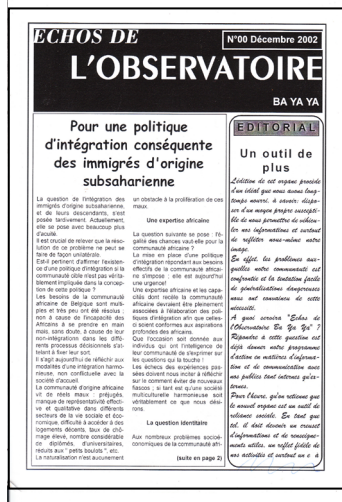 ECHOS DE
N°00 Décembre 2002
L'OBSERVATOIRE
BA YA YA
Pour une politique
d'intégration conséquente
des immigrés d'origine
subsaharienne
La question de l'intégration des
immigrés d'origine subsaharienne,
et de leurs descendants, s'est
posée tardivement. Actuellement,
elle se pose avec beaucoup plus
d'acuité.
Il est crucial de relever que la réso-
lution de ce problème ne peut se
faire de façon unilatérale.
Est-il pertinent d'affirmer l'existen-
ce d'une politique d'intégration si la
communauté cible n'est pas vérita-
blement impliquée dans la concep-
tion de cette politique ?
Les besoins de la communauté
africaine de Belgique sont multi-
ples et très peu ont été résolus ;
non à cause de l'incapacité des
Africains à se prendre en main
mais, sans doute, à cause de leur
non-intégrations dans les diffé-
rents processus décisionnels s'at-
telant à fixer leur sort.
Il s'agit aujourd'hui de réfléchir aux
modalités d'une intégration harmo-
nieuse, non conflictuelle avec la
société d'accueil.
La communauté d'origine africaine
vit de réels maux : préjugés,
manque de représentativité effecti-
ve et qualitative dans différents
secteurs de la vie sociale et éco-
nomique, difficulté à accéder à des
logements décents, taux de chô-
mage élevé, nombre considérable
de diplômés, d'universitaires,
réduits aux " petits boulots ", etc.
La naturalisation n'est aucunement
un obstacle à la prolifération de ces
maux.
Une expertise africaine
La question suivante se pose : l'é-
galité des chances vaut-elle pour la
communauté africaine ?
La mise en place d'une politique
d'intégration répondant aux besoins
effectifs de la communauté africai-
ne s'impose ; elle est aujourd'hui
une urgence!
Une expertise africaine et les capa-
cités dont recèle la communauté
africaine devraient être pleinement
associées à l'élaboration des poli-
tiques d'intégration afin que celles-
ci soient conformes aux aspirations
profondes des africains.
Que l'occasion soit donnée aux
individus qui ont l'intelligence de
leur communauté de s'exprimer sur
les questions qui la touche !
Les échecs des expériences pas-
sées doivent nous inciter à réfléchir
sur le comment éviter de nouveaux
fiascos ; si tant est qu'une société
multiculturelle harmonieuse soit
véritablement ce que nous dési-
rons.
La question identitaire
Aux nombreux problèmes socioé-
conomiques de la communauté afri-
(suite en page 2)
EDITORIAL
Un outil de
plus
L'édition de cet organe procède
d'un idéal que nous avons long-
temps nourri, à savoir: dispo-
ser d'un moyen propre suscepti-
ble de nous permettre de véhicu-
ler nos informations et surtout
de refléter nous-même notre
image.
En effet, les problèmes aux-
quelles notre communauté est
confrontée et la tentation facile
de généralisations dangereuses
nous ont convaincu de cette
nécessité.
A quoi servira "Echos de
l'Observatoire Ba Ya Ya" ?
Répondre à cette question est
déjà donner notre programme
d'action en matières d'informa-
tion et de communication avec
nos publics tant internes qu'ex-
ternes.
Pour l'heure, qu'on retienne que
le nouvel organe est un outil de
reliance sociale. En tant que
tel, il doit devenir un creuset
d'informations et de renseigne-
ments utiles, un reflet fidèle de
nos activités et surtout un e à